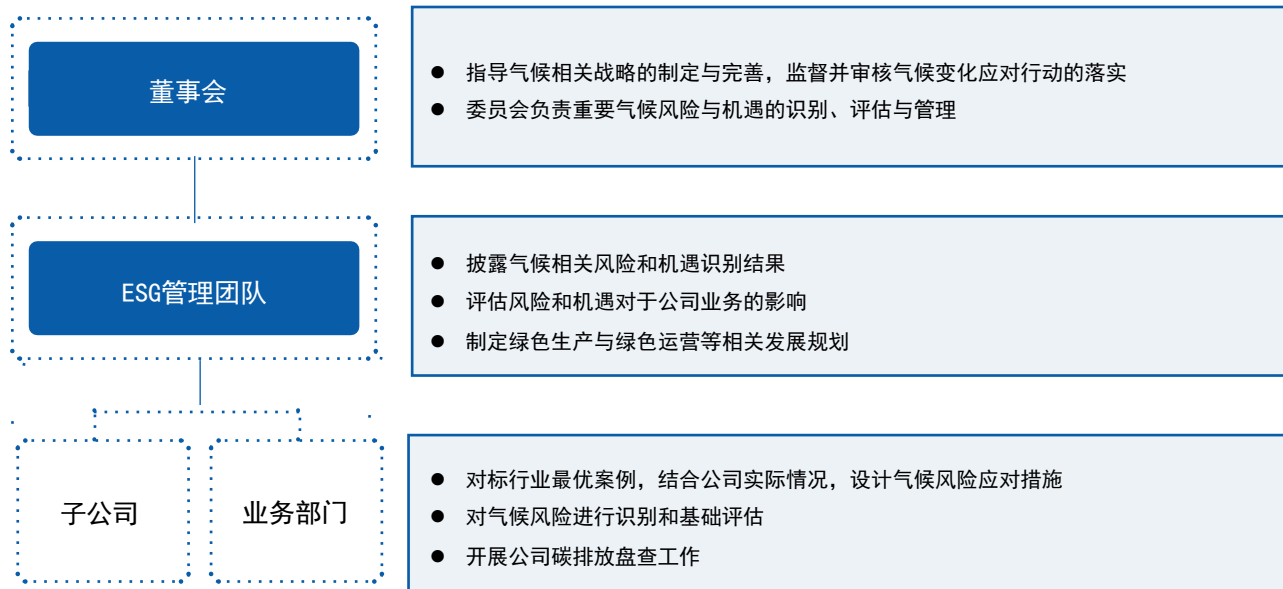 董事会
● 指导气候相关战略的制定与完善，监督并审核气候变化应对行动的落实
● 委员会负责重要气候风险与机遇的识别、评估与管理
ESG管理团队
● 披露气候相关风险和机遇识别结果
● 评估风险和机遇对于公司业务的影响
● 制定绿色生产与绿色运营等相关发展规划
子公司
业务部门
● 对标行业最优案例，结合公司实际情况，设计气候风险应对措施
● 对气候风险进行识别和基础评估
● 开展公司碳排放盘查工作